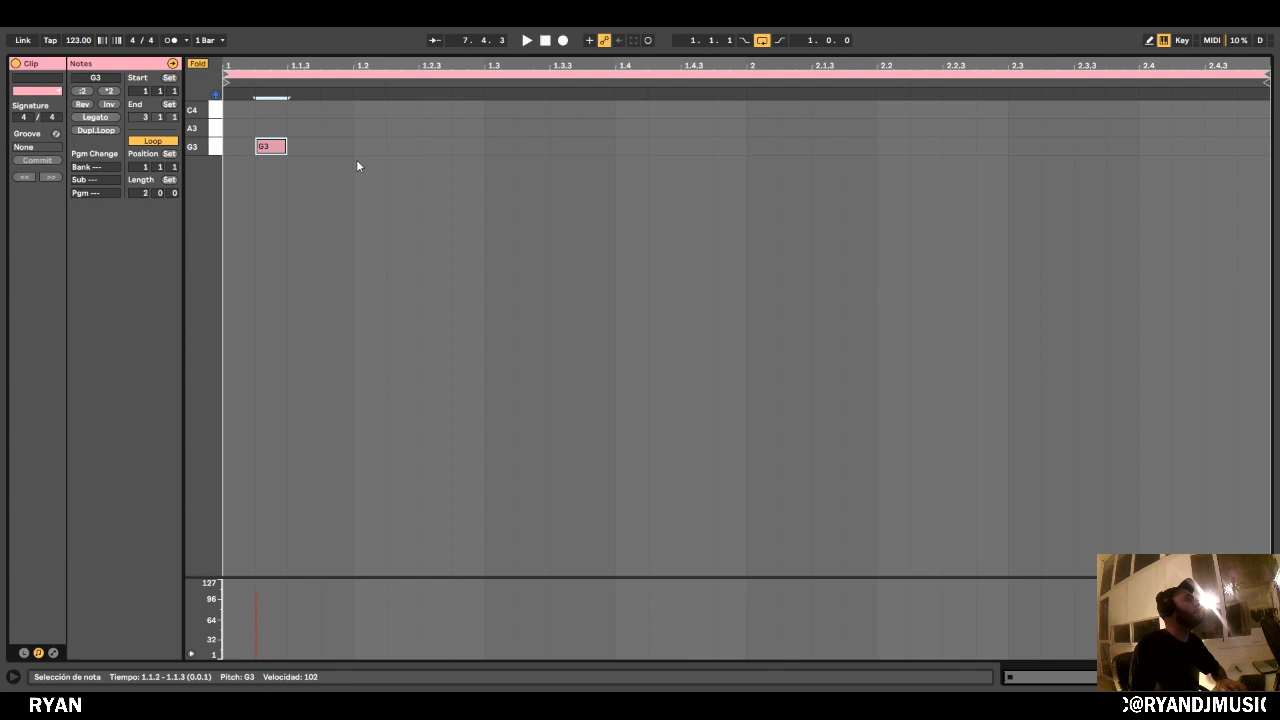 Link Tap 123.00 4 / 4 1 Bar 7. 4. 3 1. 1. 1 1. 0. 0 Key MIDI 10 % D
Clip Notes Fold 1 1.1.3 1.2 1.2.3 1.3 1.3.3 1.4 1.4.3 2 2.1.3 2.2 2.2.3 2.3 2.3.3 2.4 2.4.3
G3 Start Set
:2 *2 1 1 1
Signature Rev Inv End Set
4 / 4 Legato 3 1 1
Groove Dupl.Loop
None Loop
Commit Pgm Change Position Set
<< >> Bank --- 1 1 1
Sub --- Length Set
Pgm --- 2 0 0
C4
A3
G3 G3
127
96
64
32
1
L
Selección de nota Tiempo: 1.1.2 - 1.1.3 (0.0.1) Pitch: G3 Velocidad: 102
RYAN
@RYANDJMUSIC